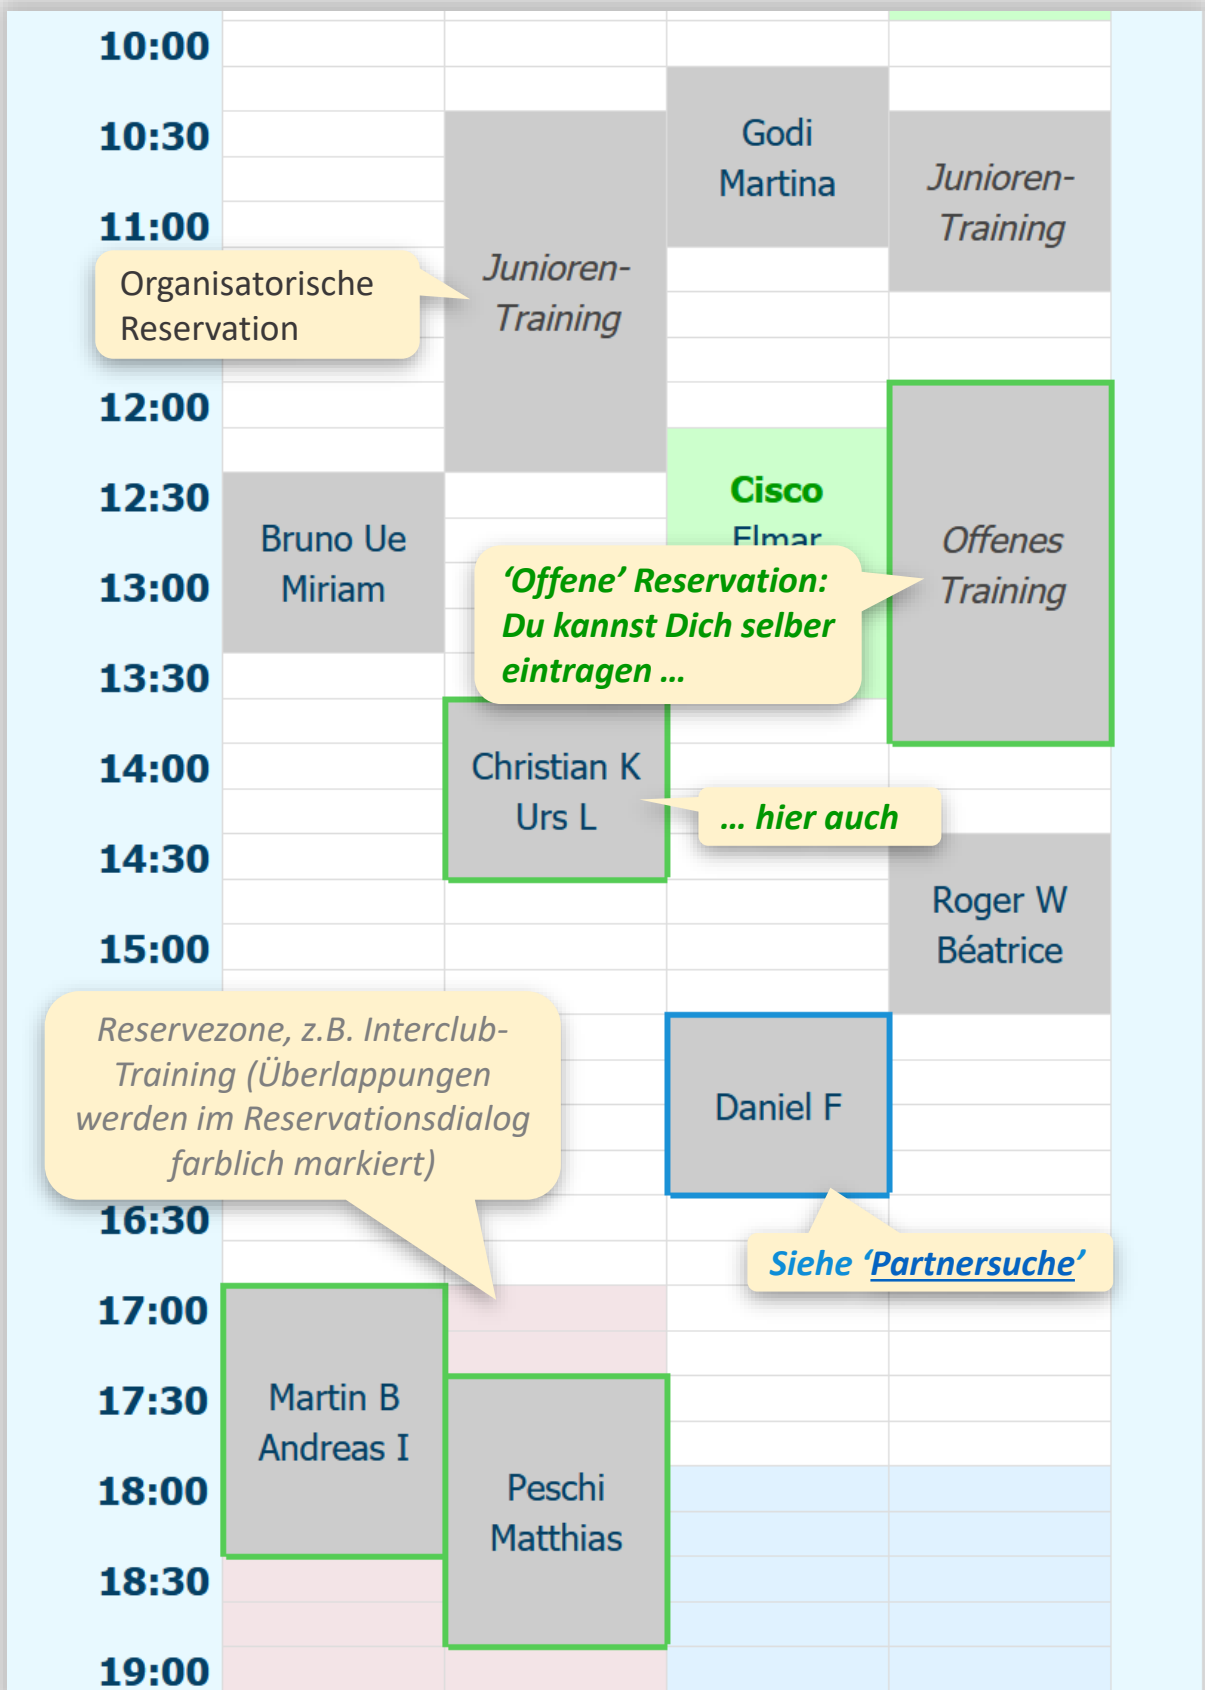 10:00
10:30
11:00
12:00
12:30
13:00
13:30
14:00
14:30
15:00
16:30
17:00
17:30
18:00
18:30
19:00
Godi
Martina
Junioren-
Training
Junioren-
Training
Organisatorische
Reservation
Cisco
Elmar
Offenes
Training
Bruno Ue
Miriam
‘Offene’ Reservation:
Du kannst Dich selber
eintragen ...
Christian K
Urs L
... hier auch
Roger W
Béatrice
Reservezone, z.B. Interclub-
Training (Überlappungen
werden im Reservationsdialog
farblich markiert)
Daniel F
Siehe ‘Partnersuche’
Martin B
Andreas I
Peschi
Matthias